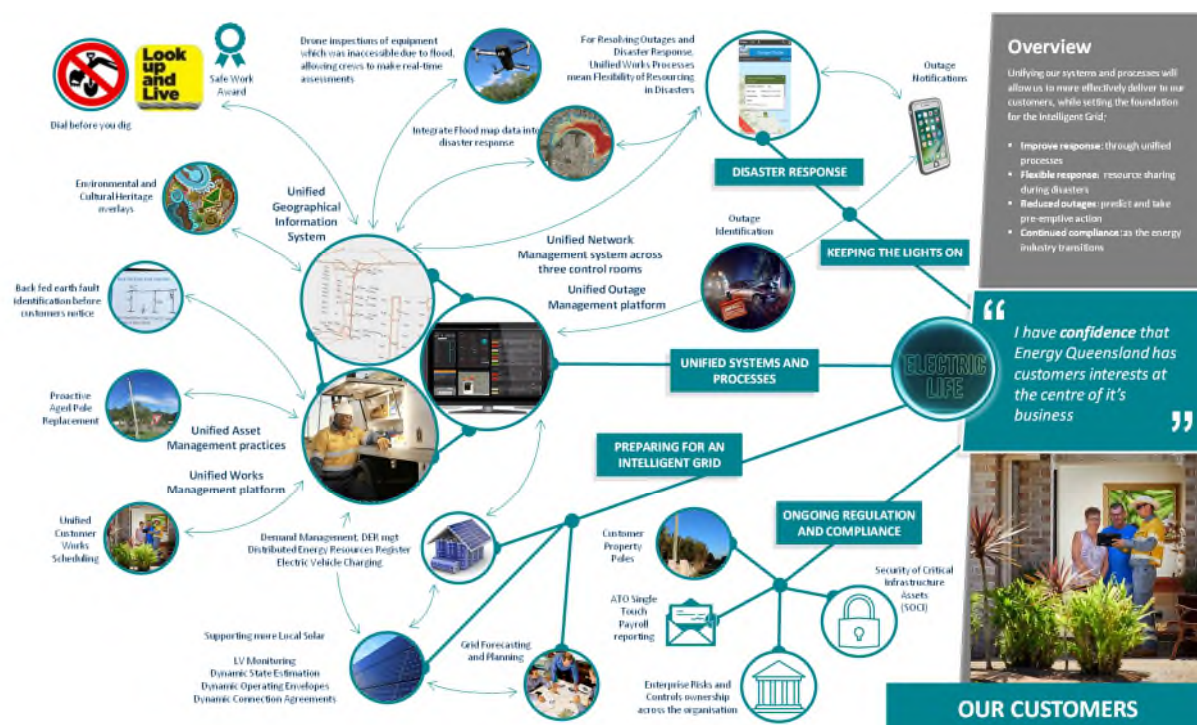 Look
up and
Live
Safe Work
Award
Dial before you dig
Drone inspections of equipment
which was inaccessible due to flood,
allowing crews to make real-time
assessments
For Resolving Outages and
Disaster Response.
Unified Works Processes
mean Flexibility of Resourcing
in Disasters
Outage
Notifications
Integrate Flood map data into
disaster response
DISASTER RESPONSE
Environmental and
Cultural Heritage
overlays
Unified
Geographical
Information
System
Unified Network
Management system across
three control rooms
Unified Outage
Management platform
Outage
Identification
KEEPING THE LIGHTS ON
Back fed earth fault
identification before
customers notice
UNIFIED SYSTEMS AND
PROCESSES
ELECTRIC
LIFE
Proactive
Aged Pole
Replacement
Unified Asset
Management practices
Unified Works
Management platform
PREPARING FOR AN
INTELLIGENT GRID
Unified
Customer
Works
Scheduling
Demand Management, DER mgt
Distributed Energy Resources Register
Electric Vehicle Charging
ONGOING REGULATION
AND COMPLIANCE
Customer
Property
Poles
Security of Critical
Infrastructure
Assets
(SOCI)
ATO Single
Touch
Payroll
reporting
Supporting more Local Solar
LV Monitoring
Dynamic State Estimation
Dynamic Operating Envelopes
Dynamic Connection Agreements
Grid Forecasting
and Planning
Enterprise Risks and
Controls ownership
across the organisation
Overview
Unifying our systems and processes will
allow us to more effectively deliver to our
customers, while setting the foundation
for the Intelligent Grid;
▪ Improve response: through unified
processes
▪ Flexible response: resource sharing
during disasters
▪ Reduced outages: predict and take
pre-emptive action
▪ Continued compliance: as the energy
industry transitions
“
I have confidence that
Energy Queensland has
customers interests at
the centre of it's
business
”
OUR CUSTOMERS